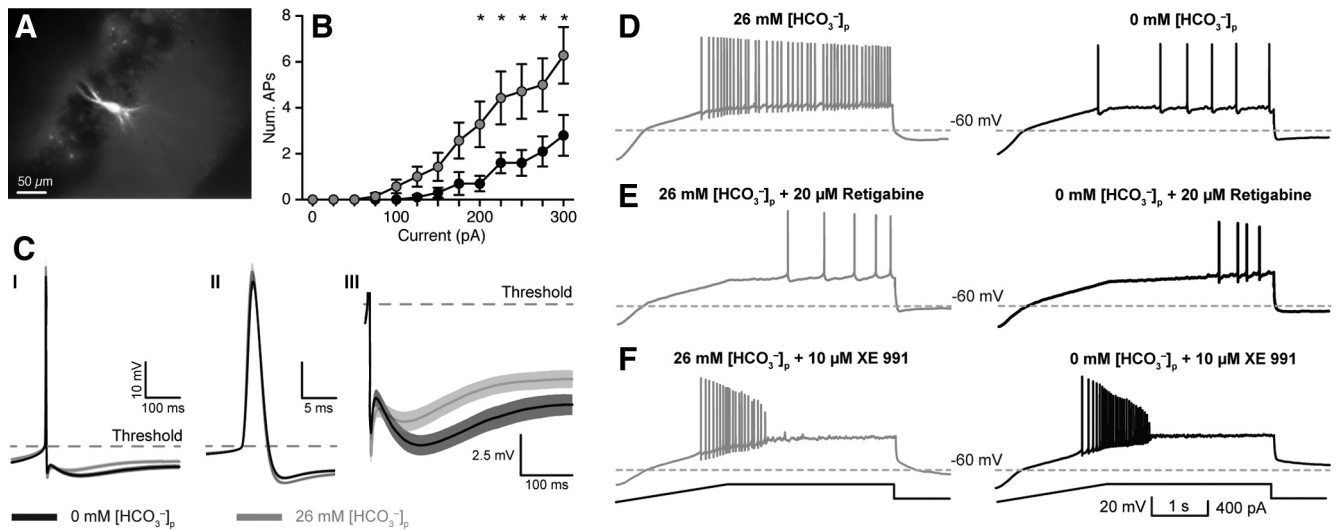 A
50 µm
B
Num. APs
8
6
4
2
0
* * * * *
0 100 200 300
Current (pA)
C
I
II
III
Threshold
10 mV
100 ms
Threshold
5 ms
2.5 mV
100 ms
0 mM [HCO₃⁻]ₚ
26 mM [HCO₃⁻]ₚ
D
26 mM [HCO₃⁻]ₚ
0 mM [HCO₃⁻]ₚ
-60 mV
E
26 mM [HCO₃⁻]ₚ + 20 µM Retigabine
0 mM [HCO₃⁻]ₚ + 20 µM Retigabine
-60 mV
F
26 mM [HCO₃⁻]ₚ + 10 µM XE 991
0 mM [HCO₃⁻]ₚ + 10 µM XE 991
-60 mV
20 mV
1 s
400 pA